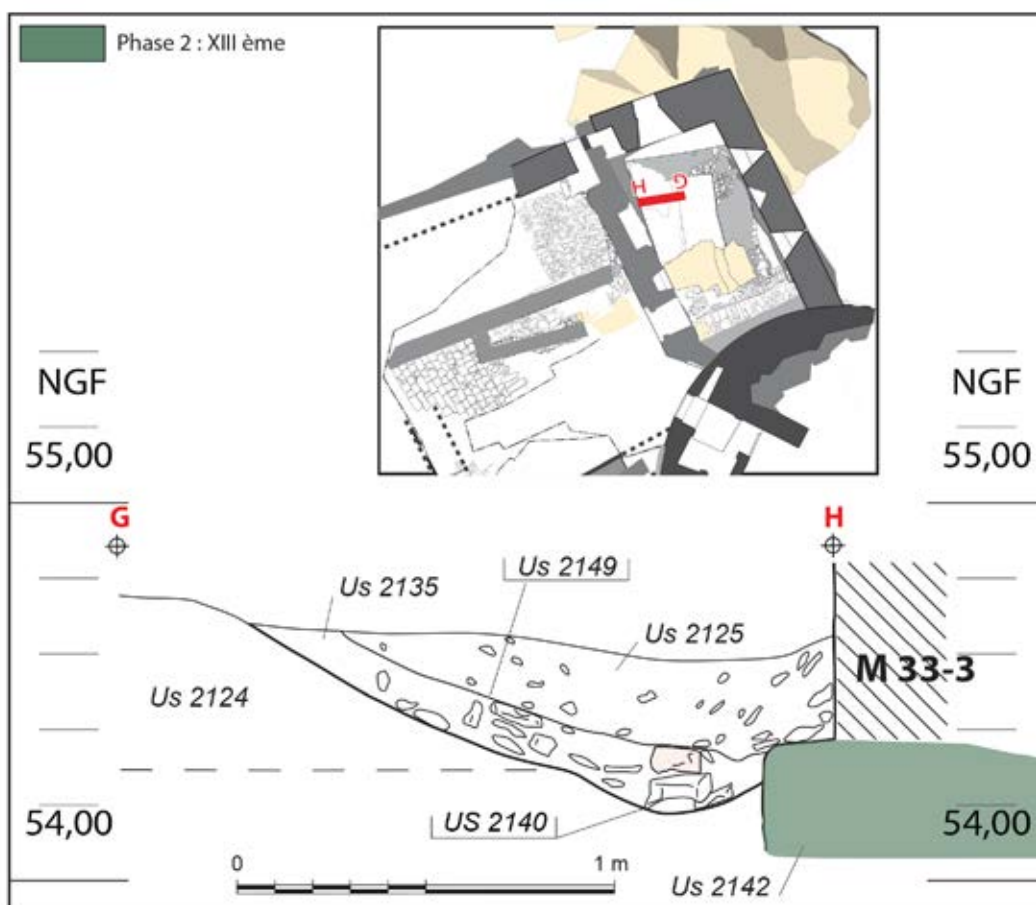 Phase 2 : XIII ème
H G
NGF
NGF
55,00
55,00
G
H
Us 2135
Us 2149
Us 2125
Us 2124
M 33-3
54,00
US 2140
54,00
0
1 m
Us 2142